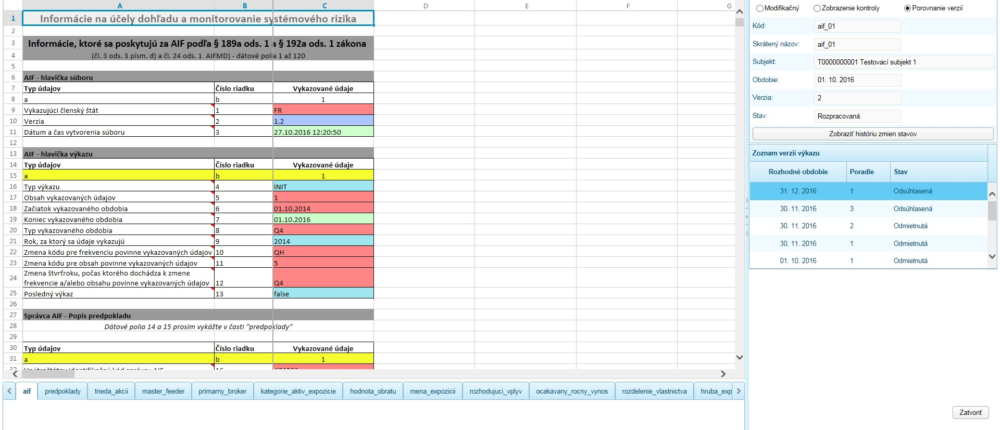 A B C D E F G
1 Informácie na účely dohľadu a monitorovanie systémového rizika
2
3 Informácie, ktoré sa poskytujú za AIF podľa § 189a ods. 1 a § 192a ods. 1 zákona
4 (čl. 3 ods. 3 písm. d) a čl. 24 ods. 1 AIFMD) - dátové polia 1 až 120
5
6 AIF - hlavička súboru
7 Typ údajov Číslo riadku Vykazované údaje
8 a b 1
9 Vykazujúci členský štát 1 FR
10 Verzia 2 1.2
11 Dátum a čas vytvorenia súboru 3 27.10.2016 12:20:50
12
13 AIF - hlavička výkazu
14 Typ údajov Číslo riadku Vykazované údaje
15 a b 1
16 Typ výkazu 4 INIT
17 Obsah vykazovaných údajov 5 1
18 Začiatok vykazovaného obdobia 6 01.10.2014
19 Koniec vykazovaného obdobia 7 01.10.2016
20 Typ vykazovaného obdobia 8 Q4
21 Rok, za ktorý sa údaje vykazujú 9 2014
22 Zmena kódu pre frekvenciu povinne vykazovaných údajov 10 QH
23 Zmena kódu pre obsah povinne vykazovaných údajov 11 5
24 Zmena štvrťroku, počas ktorého dochádza k zmene
frekvencie a/alebo obsahu povinne vykazovaných údajov 12 Q4
25 Posledný výkaz 13 false
26
27 Správca AIF - Popis predpokladu
28 Dátové polia 14 a 15 prosím vykážte v časti "predpoklady"
29
30 Typ údajov Číslo riadku Vykazované údaje
31 a b 1
aif predpoklady trieda_akcii master_feeder primarny_broker kategorie_aktiv_expozicie hodnota_obratu mena_expozicii rozhodujuci_vplyv ocakavany_rocny_vynos rozdelenie_vlastnictva hruba_exp
Modifikačný Zobrazenie kontroly Porovnanie verzií
Kód: aif_01
Skrátený názov: aif_01
Subjekt: T0000000001 Testovací subjekt 1
Obdobie: 01. 10. 2016
Verzia: 2
Stav: Rozpracovaná
Zobraziť históriu zmien stavov
Zoznam verzii výkazu
Rozhodné obdobie Poradie Stav
31. 12. 2016 1 Odsúhlasená
30. 11. 2016 3 Odsúhlasená
30. 11. 2016 2 Odmietnutá
30. 11. 2016 1 Odmietnutá
01. 10. 2016 1 Odmietnutá
Zatvoriť